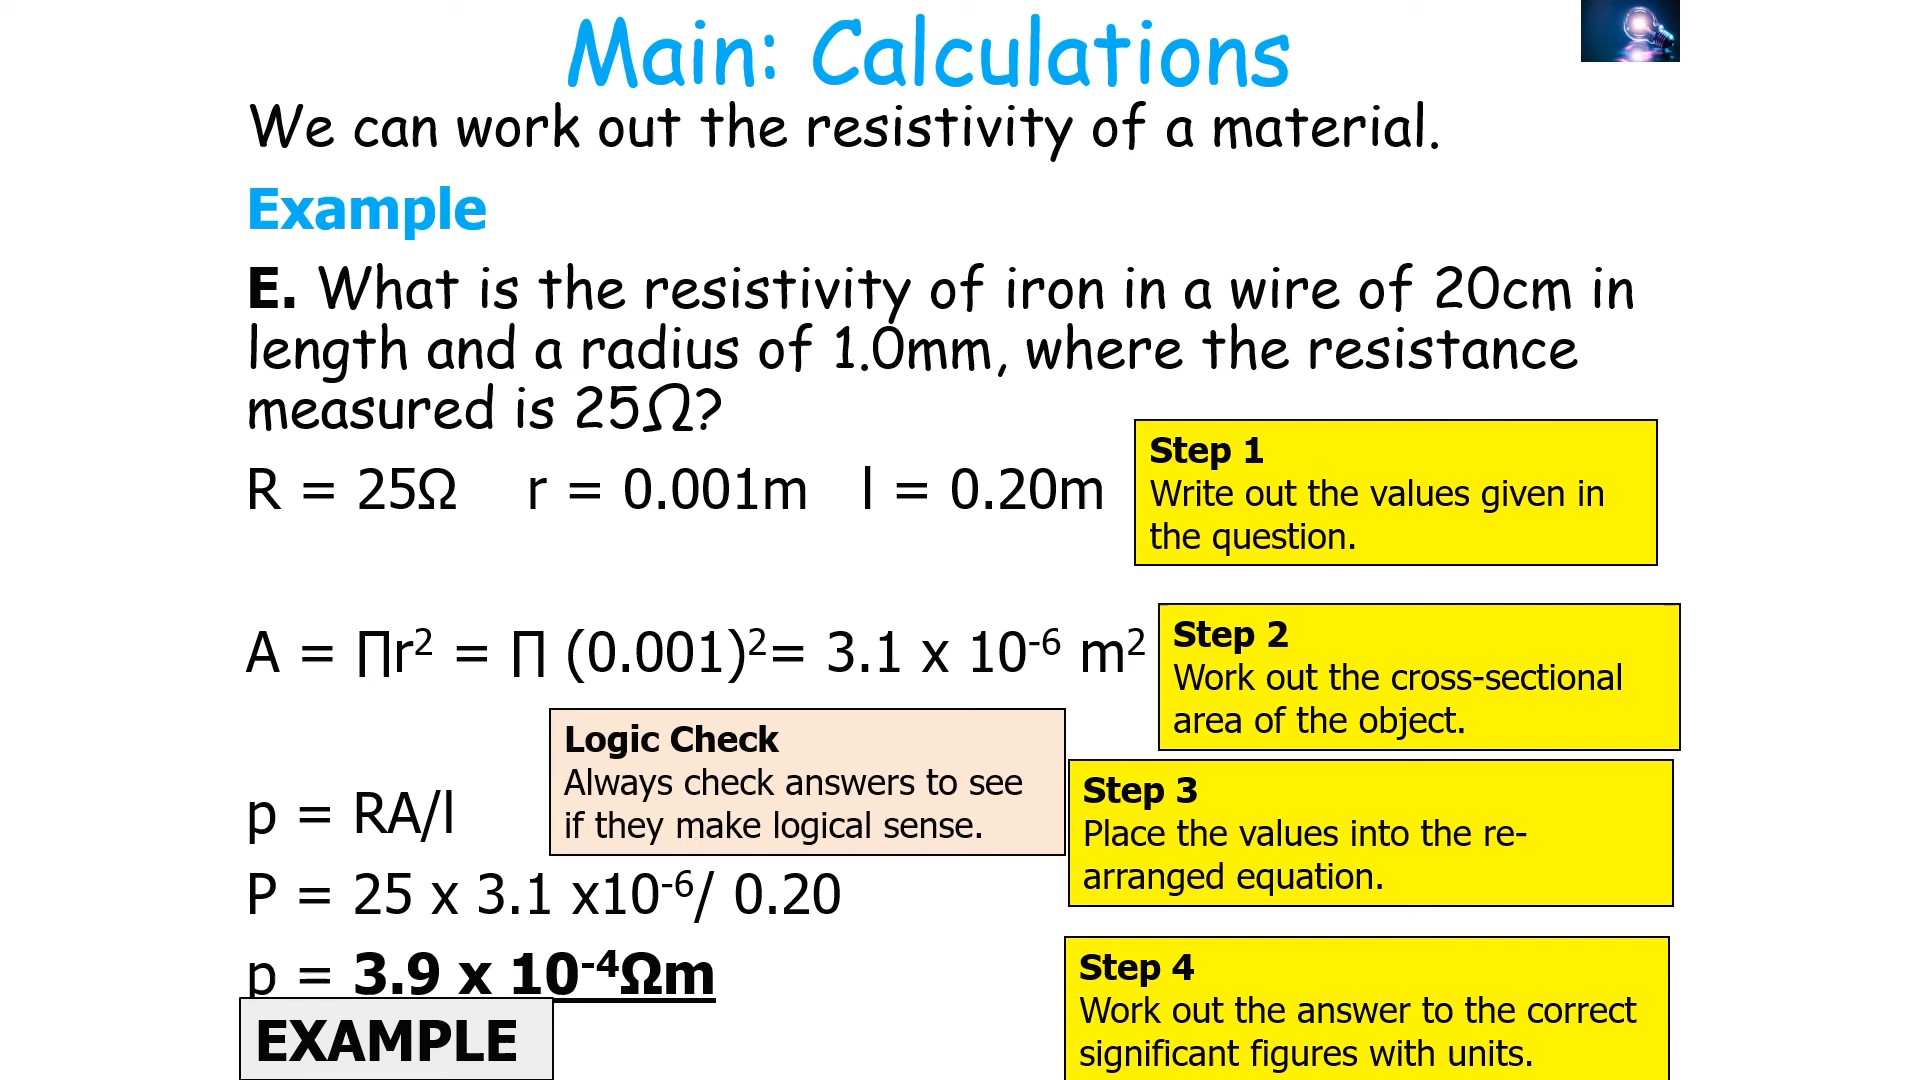 Main: Calculations
We can work out the resistivity of a material.
Example
E. What is the resistivity of iron in a wire of 20cm in
length and a radius of 1.0mm, where the resistance
measured is 25Ω?
R = 25Ω r = 0.001m l = 0.20m
Step 1
Write out the values given in
the question.
A = ∏r² = ∏ (0.001)²= 3.1 x 10⁻⁶ m²
Step 2
Work out the cross-sectional
area of the object.
Logic Check
Always check answers to see
if they make logical sense.
p = RA/l
Step 3
Place the values into the re-
arranged equation.
P = 25 x 3.1 x10⁻⁶/ 0.20
p = 3.9 x 10⁻⁴Ωm
Step 4
Work out the answer to the correct
significant figures with units.
EXAMPLE